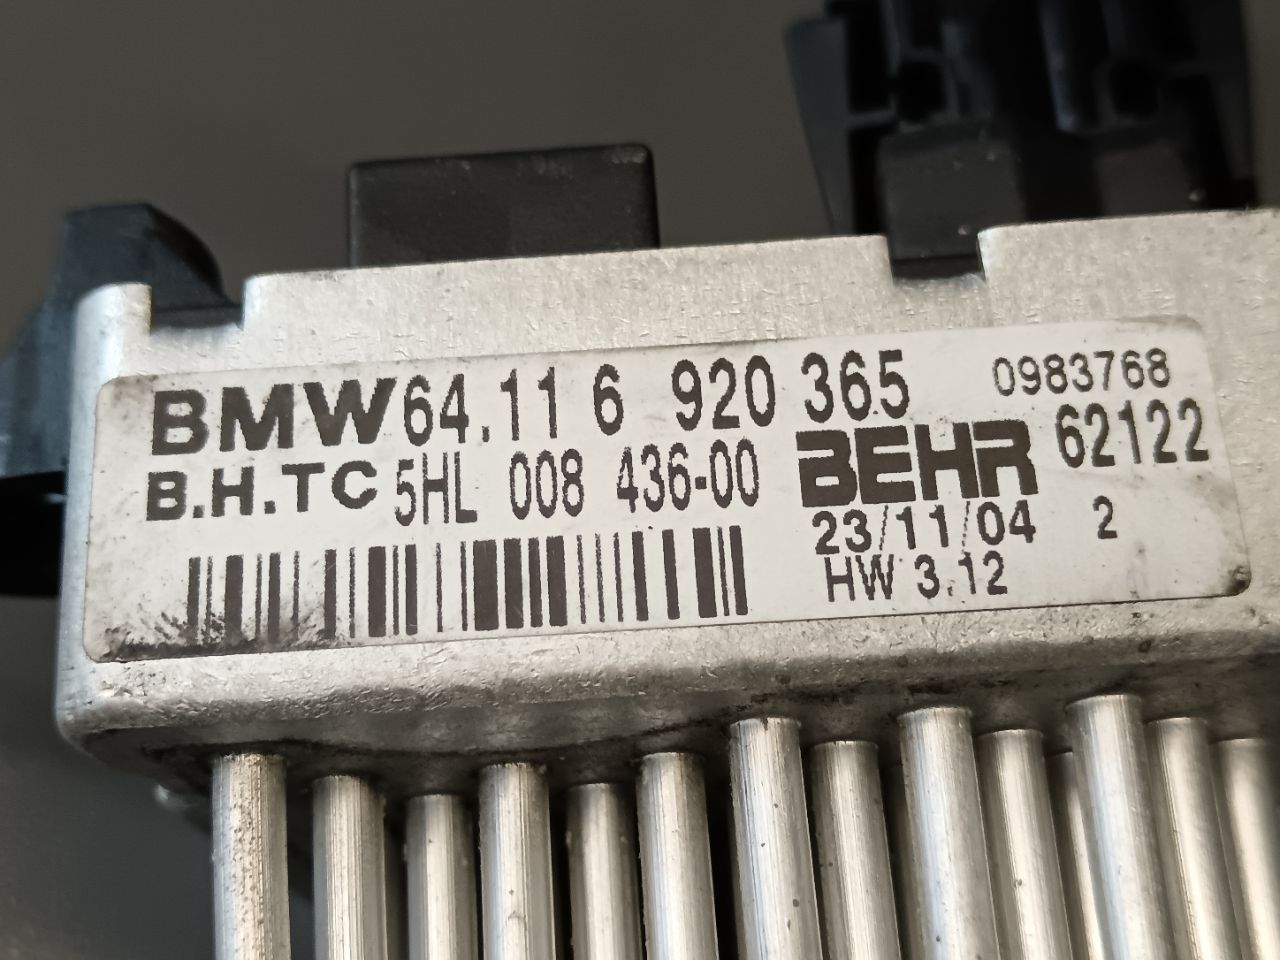 BMW 64.11 6 920 365 0983768
B.H.TC 5HL 008 436-00 BEHR 62122
23/11/04 2
HW 3.12